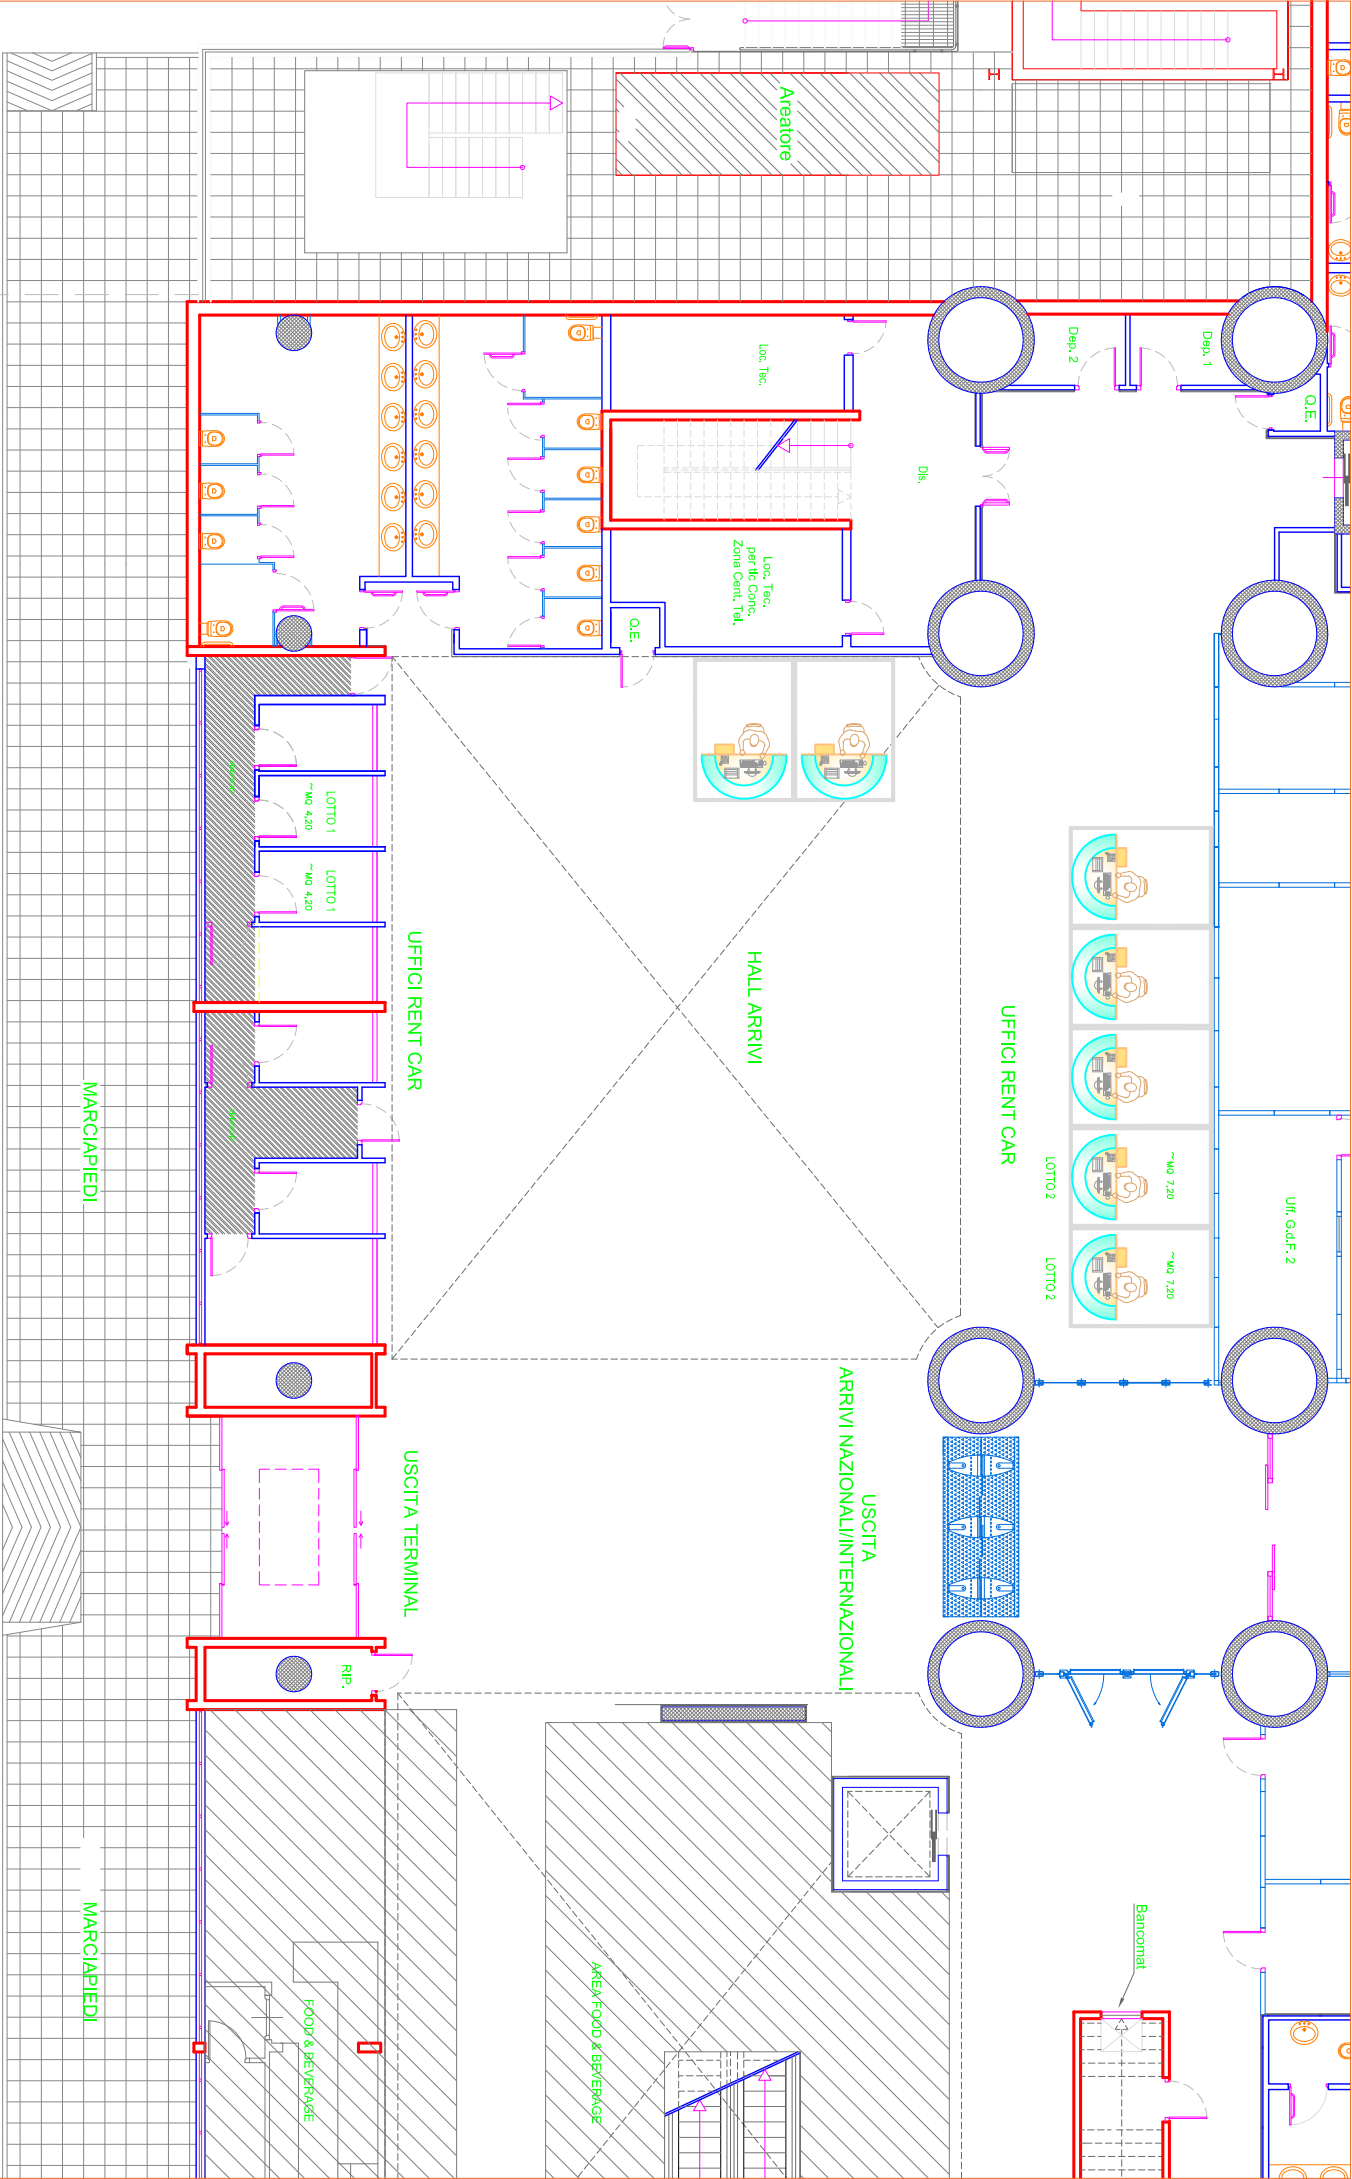 Areatore
Dep. 2
Dep. 1
Q.E.
Loc. Tec.
Dis.
Loc. Tec.
per tlc Conc.
Zona Cent. Tel.
Q.E.
LOTTO 1
~MQ 4,20
LOTTO 1
~MQ 4,20
UFFICI RENT CAR
HALL ARRIVI
UFFICI RENT CAR
MARCIAPIEDI
~MQ 7,20
LOTTO 2
~MQ 7,20
LOTTO 2
Uff. G.d.F. 2
USCITA
ARRIVI NAZIONALI/INTERNAZIONALI
USCITA TERMINAL
RIP.
Bancomat
MARCIAPIEDI
AREA FOOD & BEVERAGE
FOOD & BEVERAGE